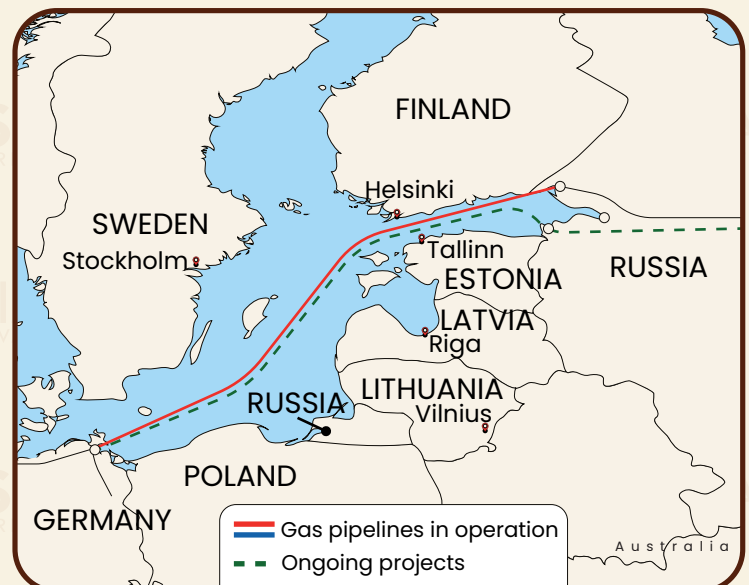 FINLAND
Helsinki
SWEDEN
Stockholm
Tallinn
ESTONIA
RUSSIA
LATVIA
Riga
LITHUANIA
RUSSIA
Vilnius
POLAND
GERMANY
Gas pipelines in operation
Ongoing projects
Australia